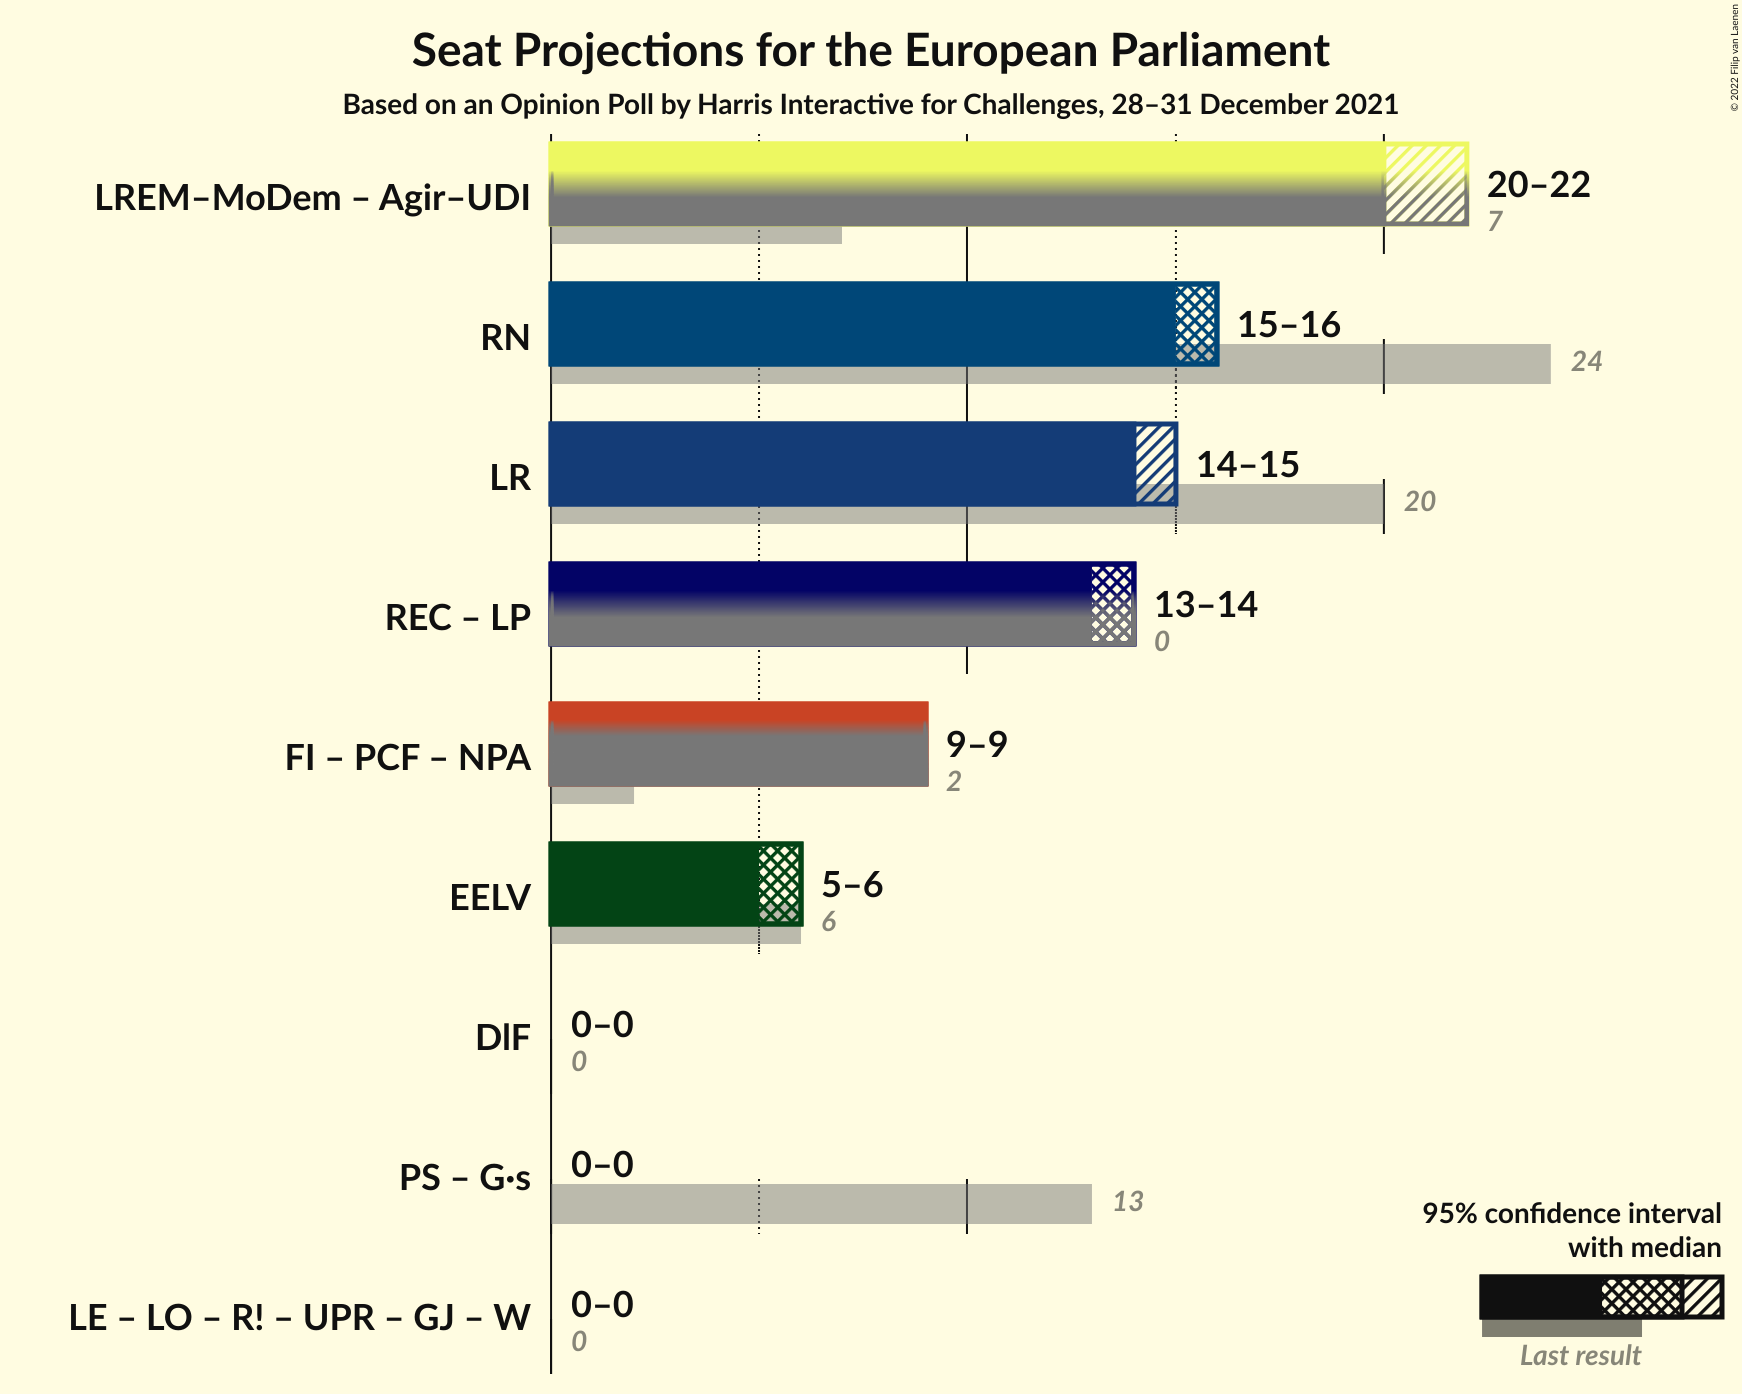 Seat Projections for the European Parliament
Based on an Opinion Poll by Harris Interactive for Challenges, 28–31 December 2021
© 2022 Filip van Laenen
LREM–MoDem – Agir–UDI
20–22
7
RN
15–16
24
LR
14–15
20
REC – LP
13–14
0
FI – PCF – NPA
9–9
2
EELV
5–6
6
DlF
0–0
0
PS – G·s
0–0
13
LE – LO – R! – UPR – GJ – W
0–0
0
95% confidence interval
with median
Last result